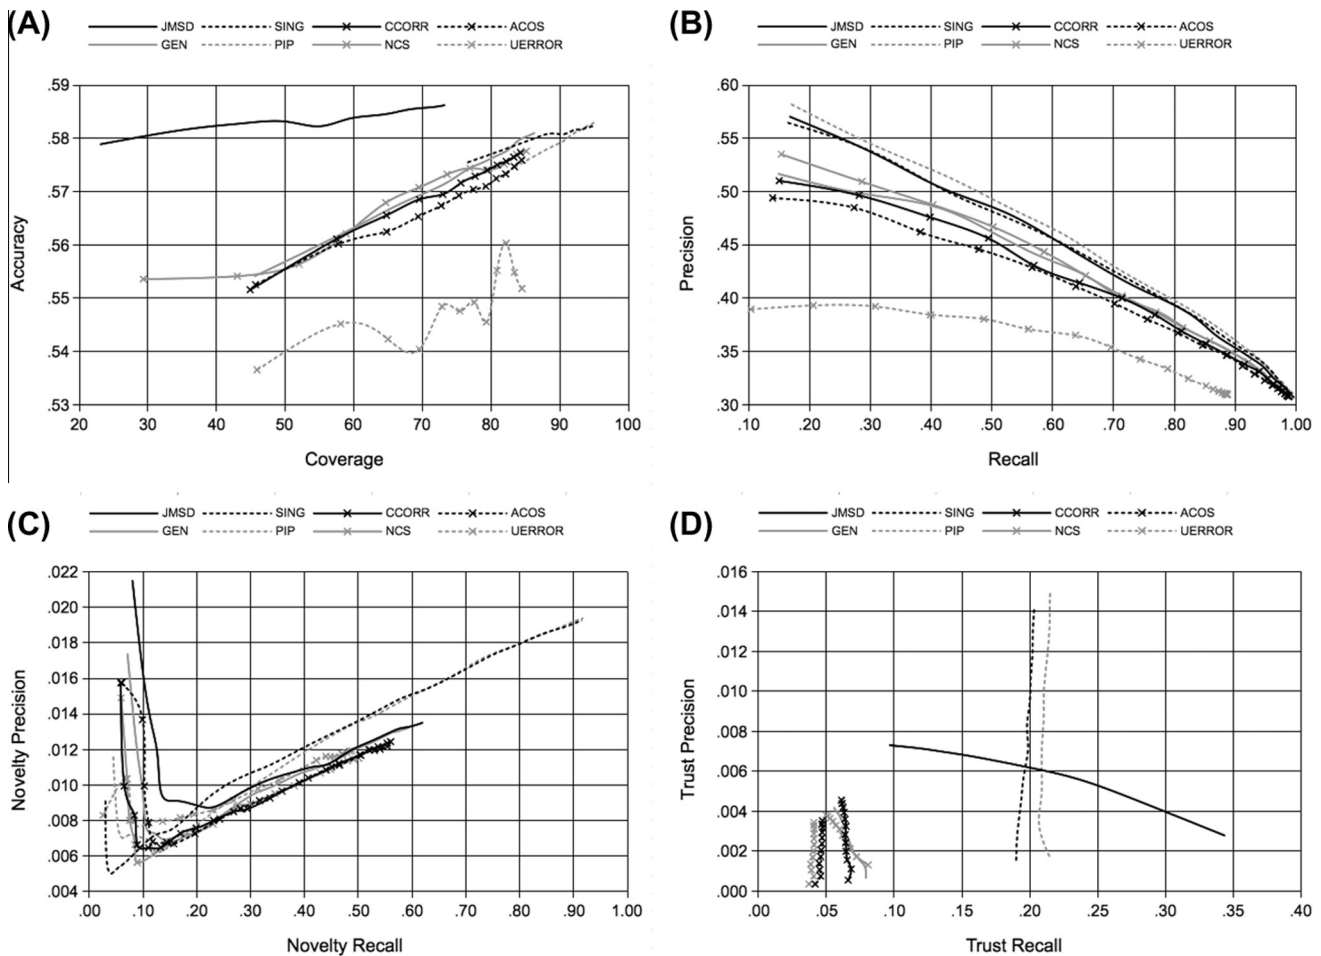 (A)
JMSD SING CCORR ACOS
GEN PIP NCS UERROR
.59
.58
.57
.56
.55
.54
.53
20 30 40 50 60 70 80 90 100
Accuracy
Coverage
(B)
JMSD SING CCORR ACOS
GEN PIP NCS UERROR
.60
.55
.50
.45
.40
.35
.30
.10 .20 .30 .40 .50 .60 .70 .80 .90 1.00
Precision
Recall
(C)
JMSD SING CCORR ACOS
GEN PIP NCS UERROR
.022
.020
.018
.016
.014
.012
.010
.008
.006
.004
.00 .10 .20 .30 .40 .50 .60 .70 .80 .90 1.00
Novelty Precision
Novelty Recall
(D)
JMSD SING CCORR ACOS
GEN PIP NCS UERROR
.016
.014
.012
.010
.008
.006
.004
.002
.000
.00 .05 .10 .15 .20 .25 .30 .35 .40
Trust Precision
Trust Recall